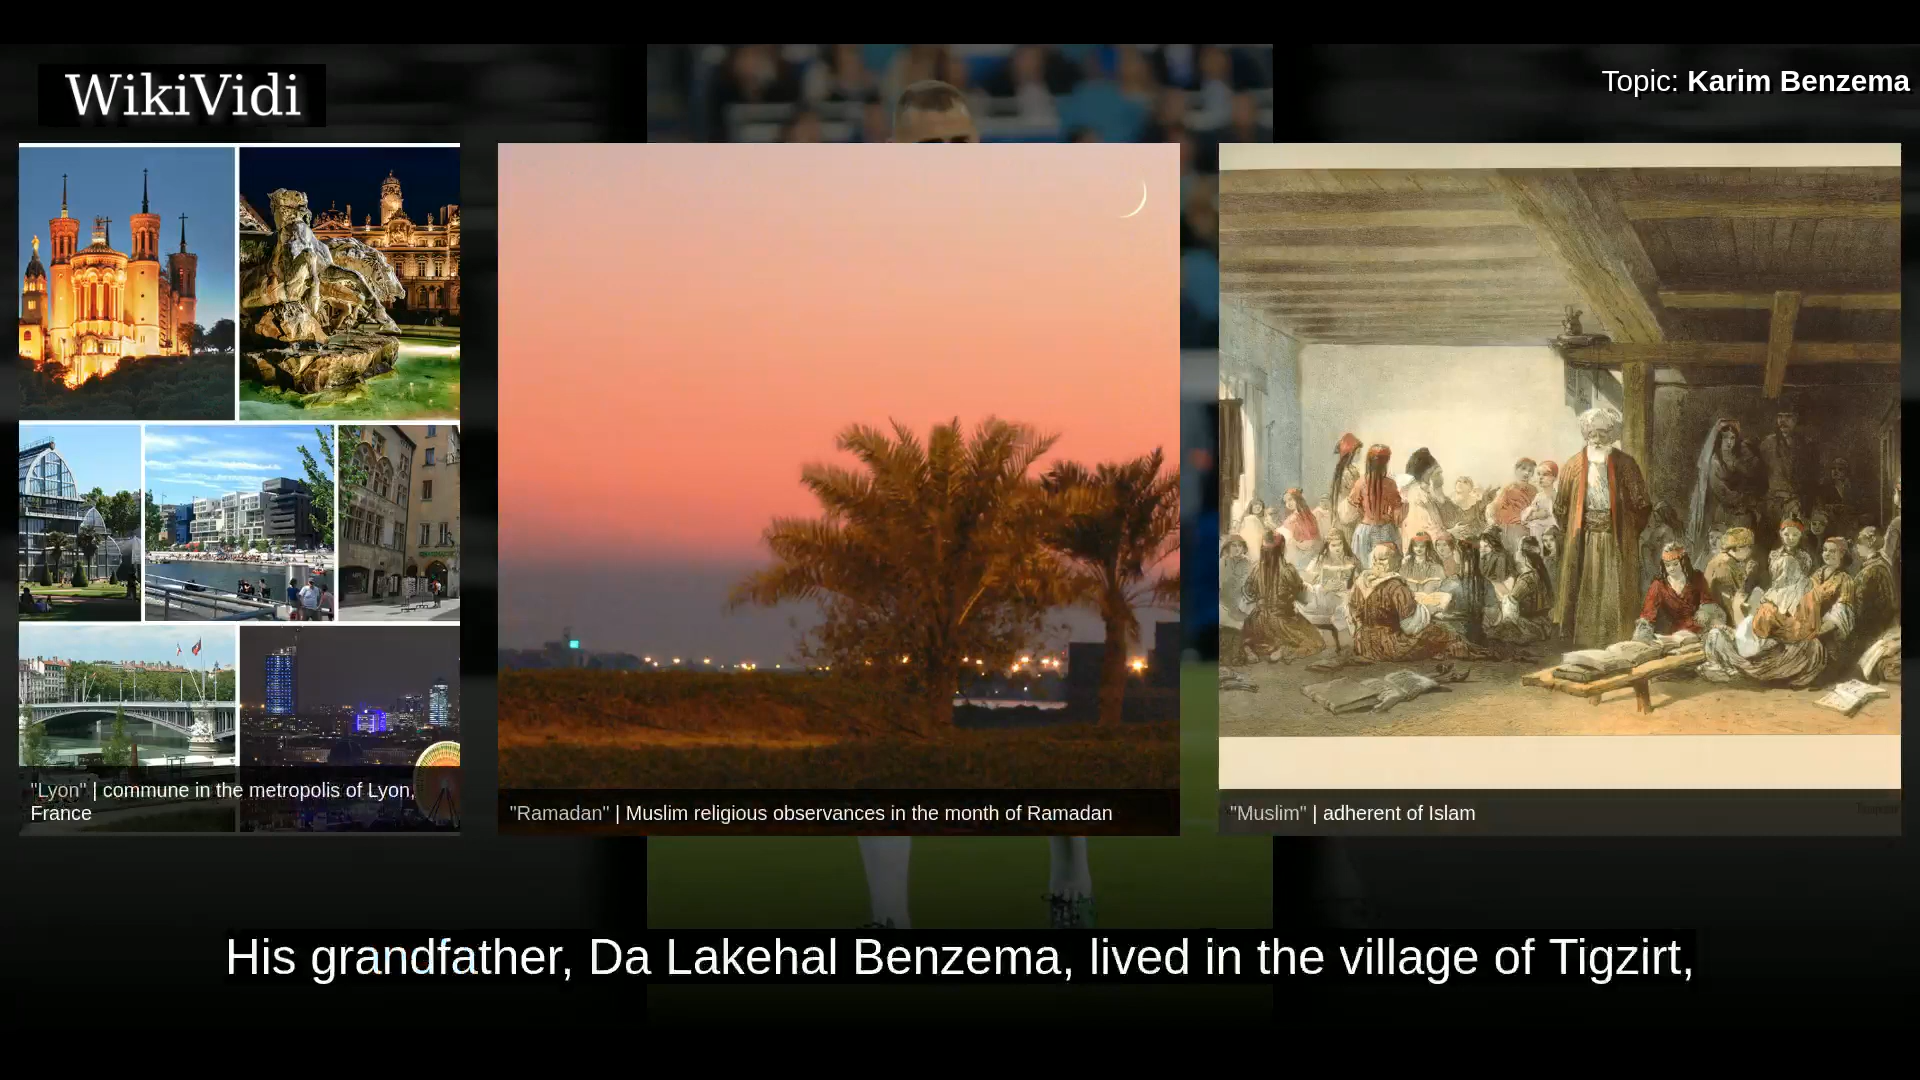 WikiVidi
Topic: Karim Benzema
"Lyon" | commune in the metropolis of Lyon,
France
"Ramadan" | Muslim religious observances in the month of Ramadan
"Muslim" | adherent of Islam
His grandfather, Da Lakehal Benzema, lived in the village of Tigzirt,